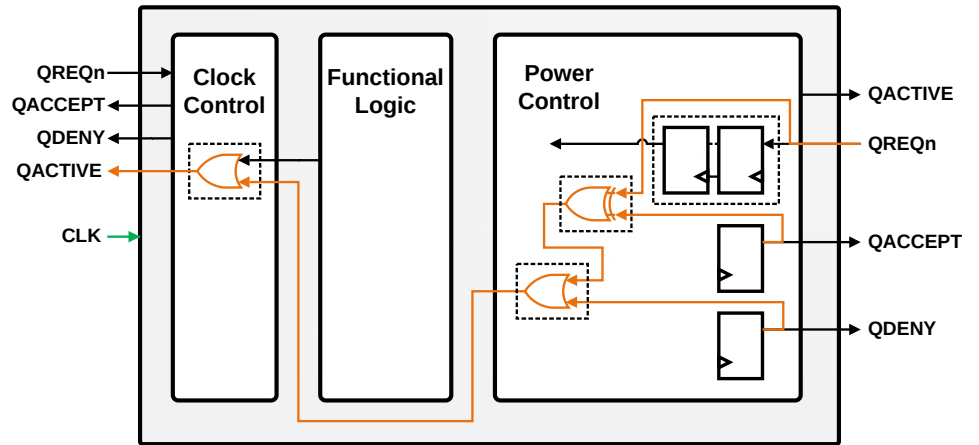 QREQn
QACCEPT
QDENY
QACTIVE
CLK
Clock
Control
Functional
Logic
Power
Control
QACTIVE
QREQn
QACCEPT
QDENY